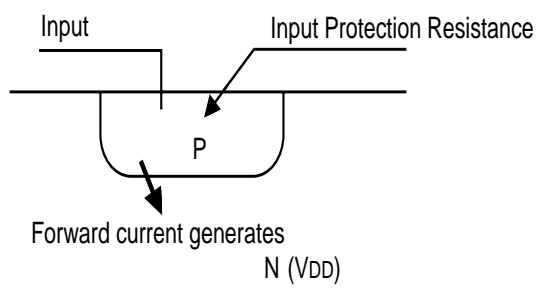 Input
Input Protection Resistance
P
Forward current generates
N (VDD)